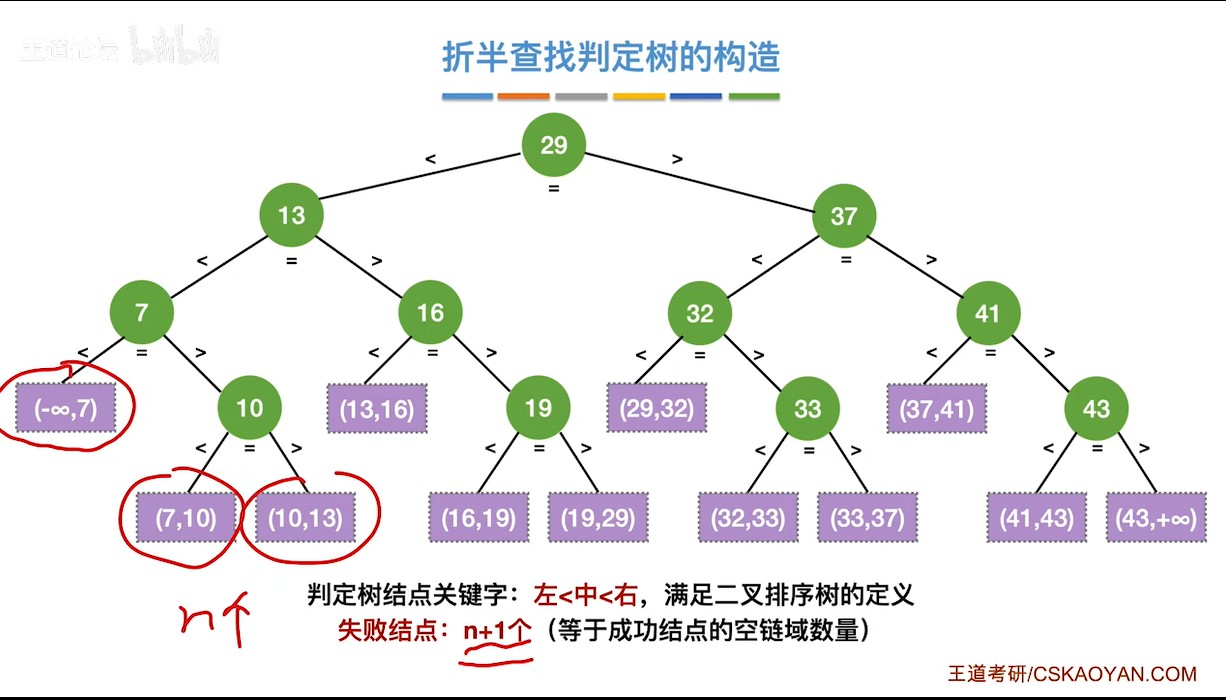 王道论坛 bilibili
折半查找判定树的构造
29
< = >
13 37
< = > < = >
7 16 32 41
< = > < = > < = > < = >
(-∞,7) 10 (13,16) 19 (29,32) 33 (37,41) 43
< = > < = > < = > < = >
(7,10) (10,13) (16,19) (19,29) (32,33) (33,37) (41,43) (43,+∞)
判定树结点关键字：左<中<右，满足二叉排序树的定义
n个
失败结点：n+1个（等于成功结点的空链域数量）
王道考研/CSKAOYAN.COM